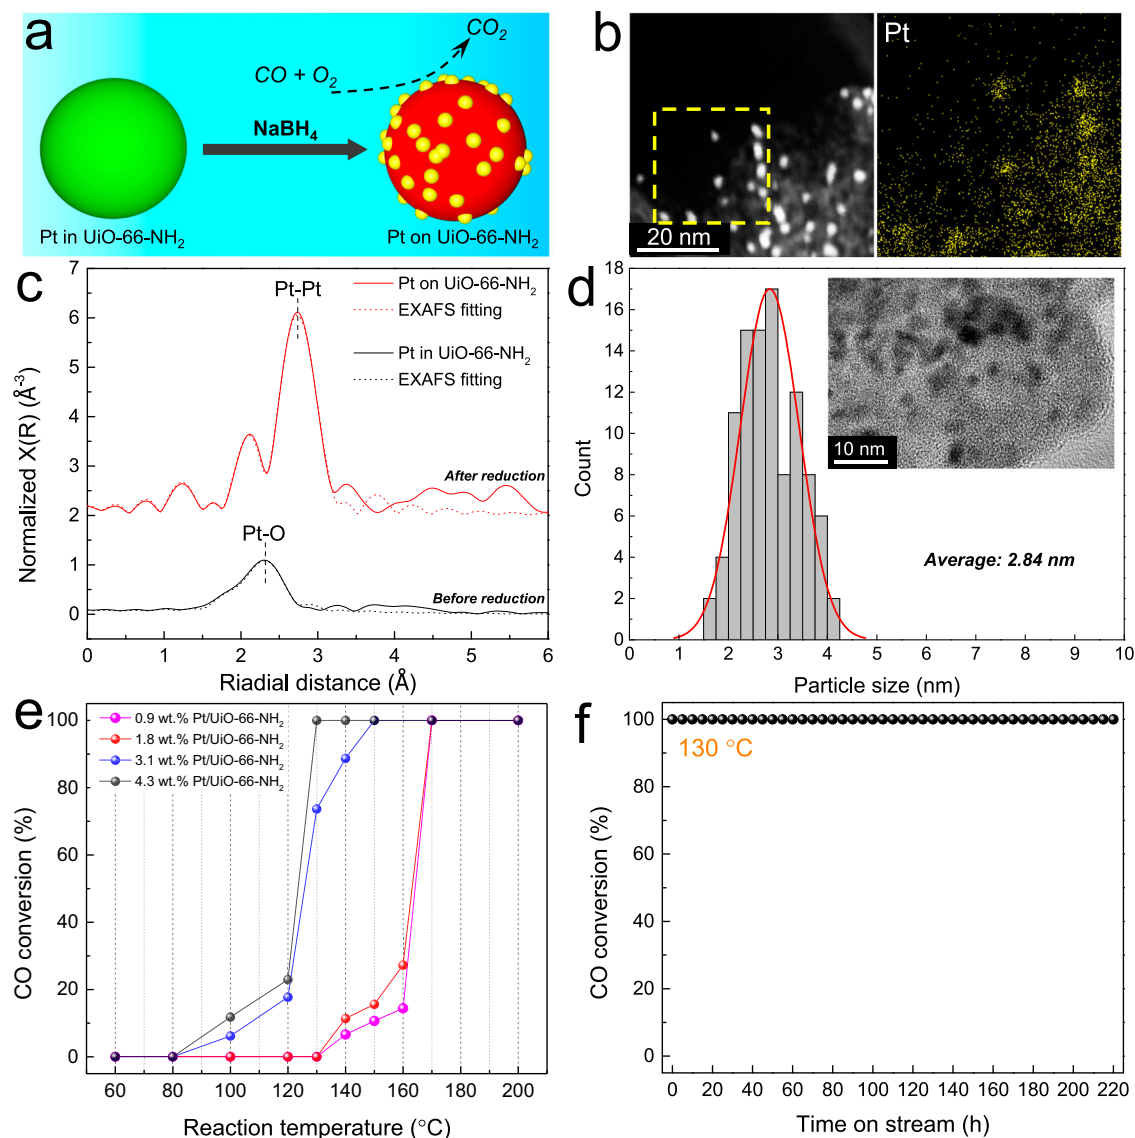 a
CO₂
CO + O₂
NaBH₄
Pt in UiO-66-NH₂
Pt on UiO-66-NH₂
b
Pt
20 nm
c
Pt-Pt
Pt on UiO-66-NH₂
EXAFS fitting
Pt in UiO-66-NH₂
EXAFS fitting
After reduction
Pt-O
Before reduction
Normalized X(R) (Å⁻³)
7
6
5
4
3
2
1
0
0 1 2 3 4 5 6
Riadial distance (Å)
d
Count
18
16
14
12
10
8
6
4
2
0
10 nm
Average: 2.84 nm
0 1 2 3 4 5 6 7 8 9 10
Particle size (nm)
e
0.9 wt.% Pt/UiO-66-NH₂
1.8 wt.% Pt/UiO-66-NH₂
3.1 wt.% Pt/UiO-66-NH₂
4.3 wt.% Pt/UiO-66-NH₂
CO conversion (%)
100
80
60
40
20
0
60 80 100 120 140 160 180 200
Reaction temperature (°C)
f
130 °C
CO conversion (%)
100
80
60
40
20
0
0 20 40 60 80 100 120 140 160 180 200 220
Time on stream (h)